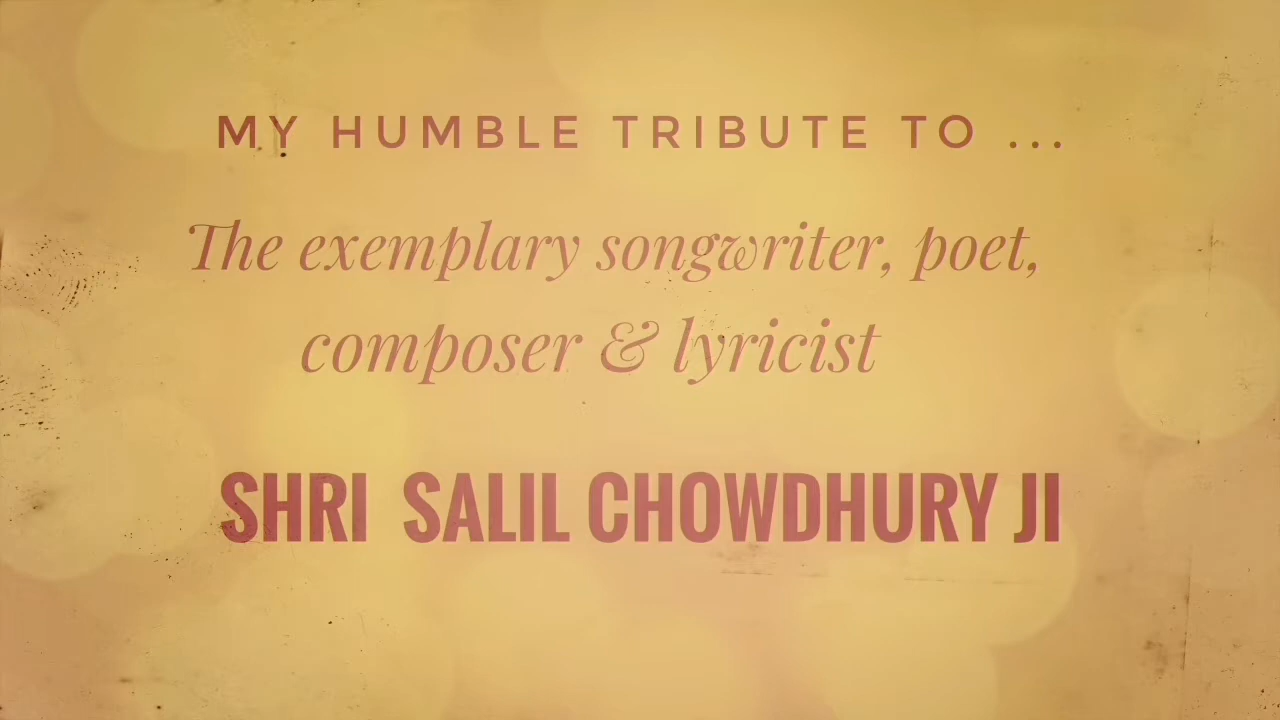 MY HUMBLE TRIBUTE TO ...
The exemplary songwriter, poet,
composer & lyricist
SHRI SALIL CHOWDHURY JI